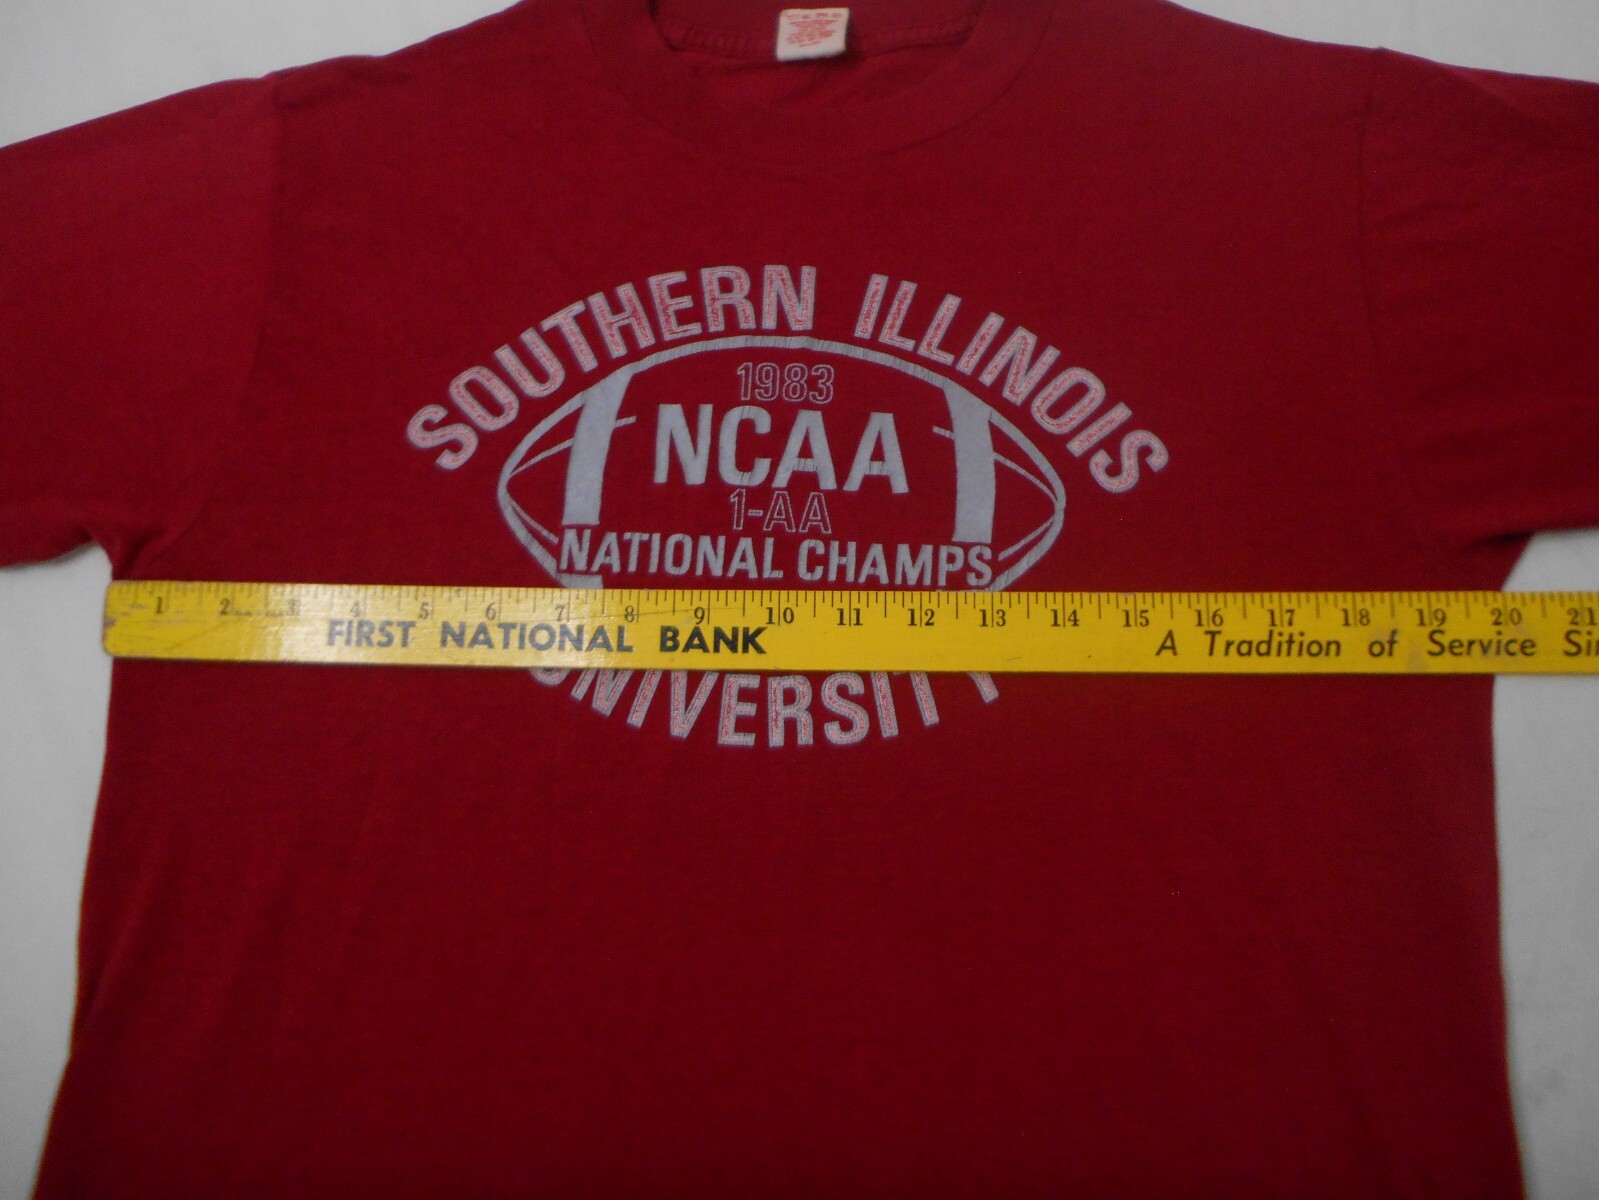 SOUTHERN ILLINOIS
1983
NCAA
1-AA
NATIONAL CHAMPS
1 2 3 4 5 6 7 8 9 10 11 12 13 14 15 16 17 18 19 20 21
FIRST NATIONAL BANK A Tradition of Service
UNIVERSITY